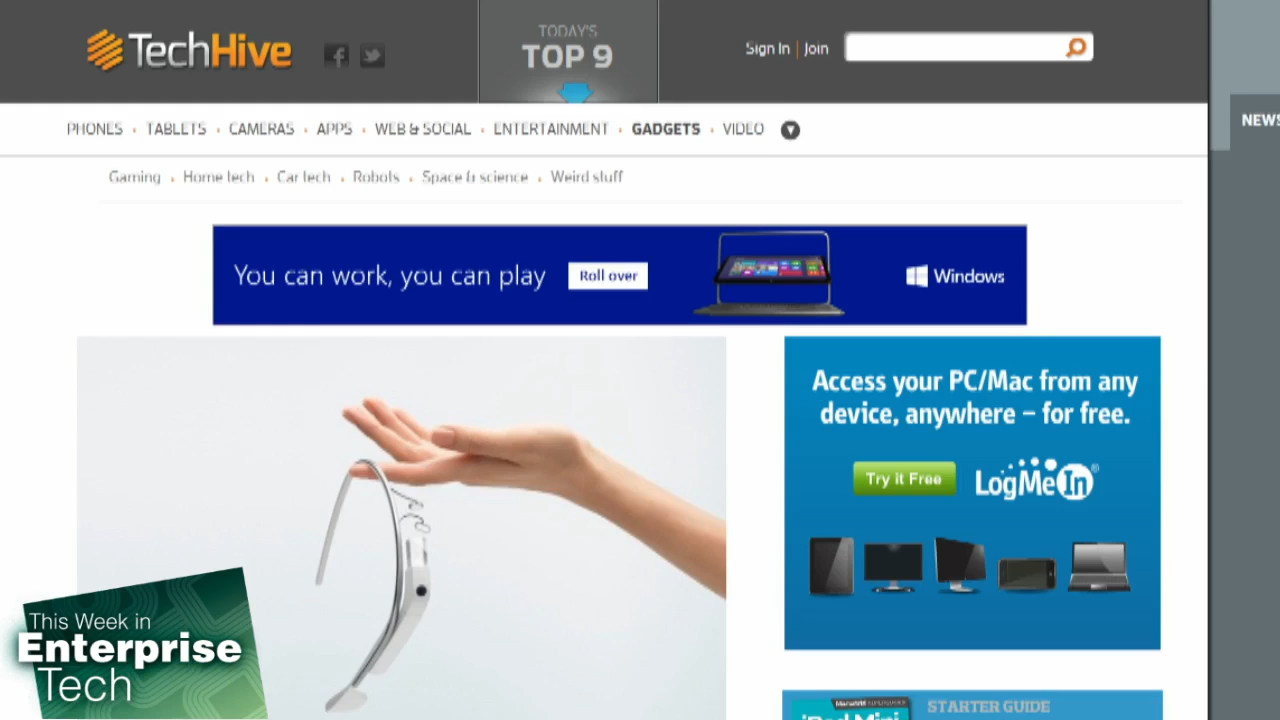 TechHive
TODAY'S
TOP 9
Sign In | Join
NEWS
PHONES • TABLETS • CAMERAS • APPS • WEB & SOCIAL • ENTERTAINMENT • GADGETS • VIDEO
Gaming • Home tech • Car tech • Robots • Space & science • Weird stuff
You can work, you can play
Roll over
Windows
Access your PC/Mac from any
device, anywhere – for free.
Try it Free
LogMeIn®
This Week in
Enterprise
Tech
STARTER GUIDE
iPad Mini